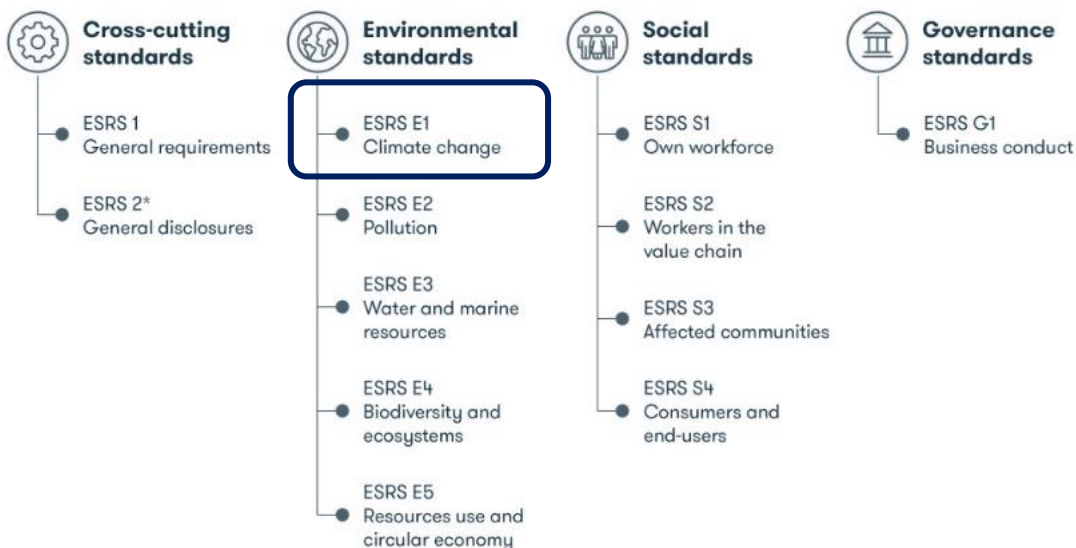 Cross-cutting
standards
ESRS 1
General requirements
ESRS 2*
General disclosures
Environmental
standards
ESRS E1
Climate change
ESRS E2
Pollution
ESRS E3
Water and marine
resources
ESRS E4
Biodiversity and
ecosystems
ESRS E5
Resources use and
circular economy
Social
standards
ESRS S1
Own workforce
ESRS S2
Workers in the
value chain
ESRS S3
Affected communities
ESRS S4
Consumers and
end-users
Governance
standards
ESRS G1
Business conduct